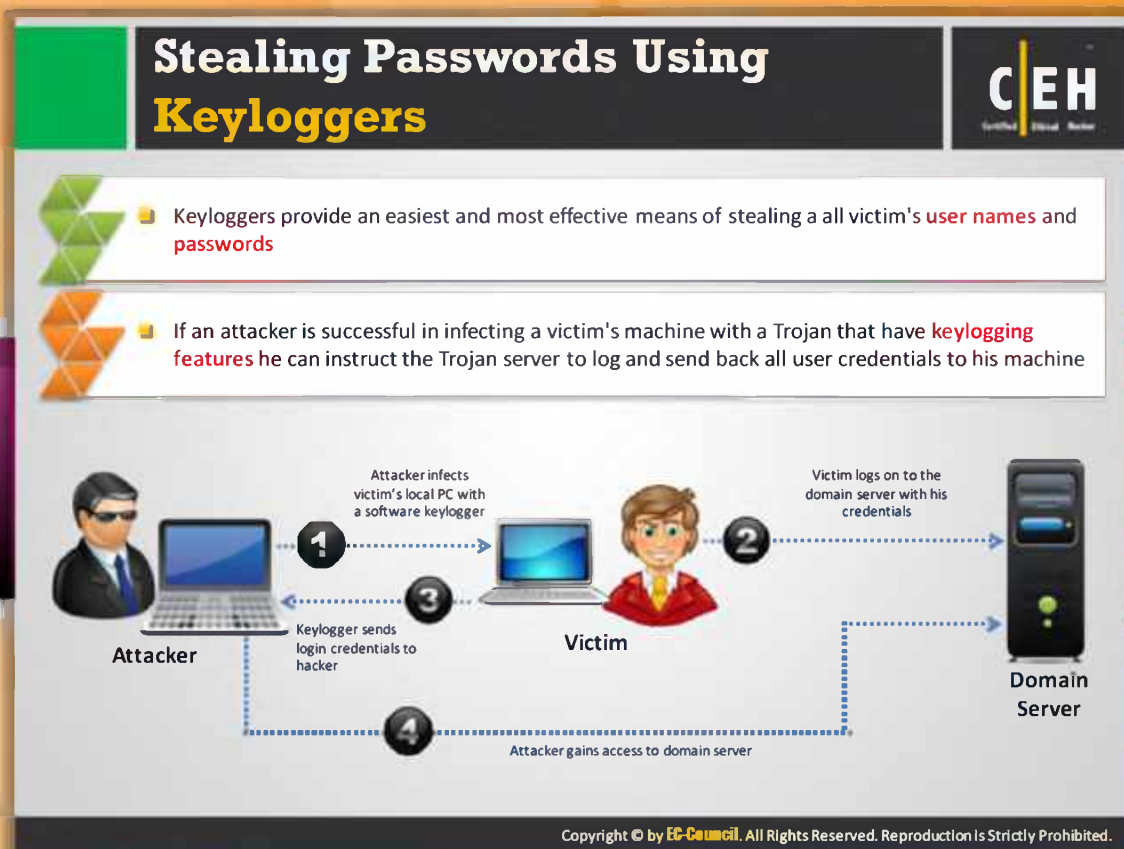 Stealing Passwords Using
Keyloggers
C|EH
Certified Ethical Hacker
Keyloggers provide an easiest and most effective means of stealing a all victim's user names and
passwords
If an attacker is successful in infecting a victim's machine with a Trojan that have keylogging
features he can instruct the Trojan server to log and send back all user credentials to his machine
Attacker infects
victim's local PC with
a software keylogger
Victim logs on to the
domain server with his
credentials
1
2
3
Keylogger sends
login credentials to
hacker
Attacker
Victim
Domain
Server
4
Attacker gains access to domain server
Copyright © by EC-Council. All Rights Reserved. Reproduction is Strictly Prohibited.